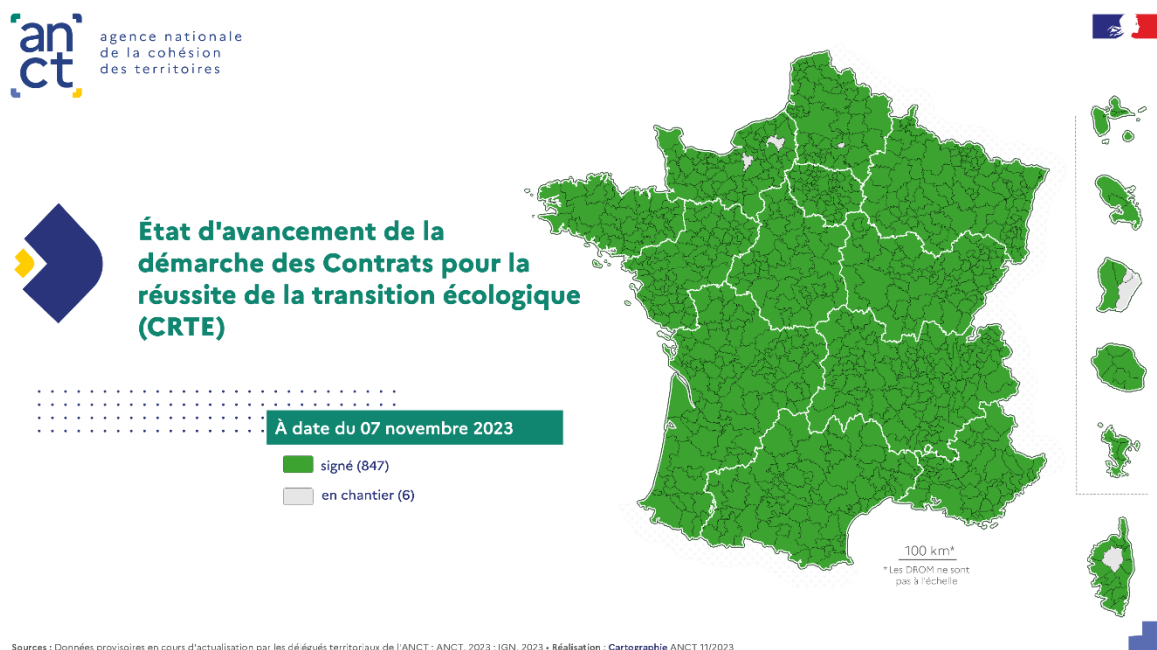 anct
agence nationale
de la cohésion
des territoires
État d'avancement de la
démarche des Contrats pour la
réussite de la transition écologique
(CRTE)
À date du 07 novembre 2023
signé (847)
en chantier (6)
100 km*
*Les DROM ne sont
pas à l'échelle
Sources : Données provisoires en cours d'actualisation par les délégués territoriaux de l'ANCT ; ANCT, 2023 ; IGN, 2023 • Réalisation : Cartographie ANCT 11/2023